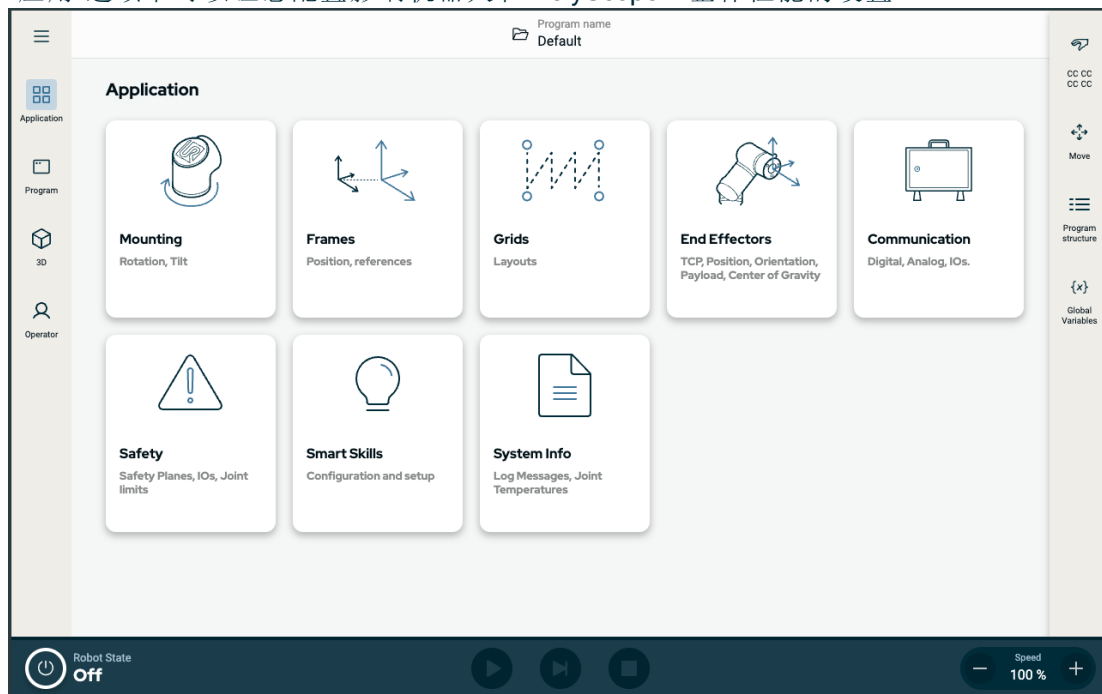 Program name
Default
Application
Program
3D
Operator
Application
Mounting
Rotation, Tilt
Frames
Position, references
Grids
Layouts
End Effectors
TCP, Position, Orientation,
Payload, Center of Gravity
Communication
Digital, Analog, IOs.
Safety
Safety Planes, IOs, Joint
limits
Smart Skills
Configuration and setup
System Info
Log Messages, Joint
Temperatures
CC CC
CC CC
Move
Program
structure
{x}
Global
Variables
Robot State
Off
Speed
100 %